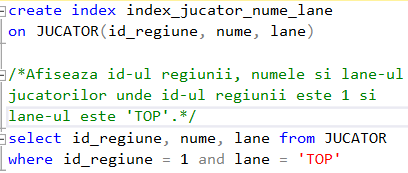 create index index_jucator_nume_lane
on JUCATOR(id_regiune, nume, lane)
/*Afiseaza id-ul regiunii, numele si lane-ul
jucatorilor unde id-ul regiunii este 1 si
lane-ul este 'TOP'.*/
select id_regiune, nume, lane from JUCATOR
where id_regiune = 1 and lane = 'TOP'